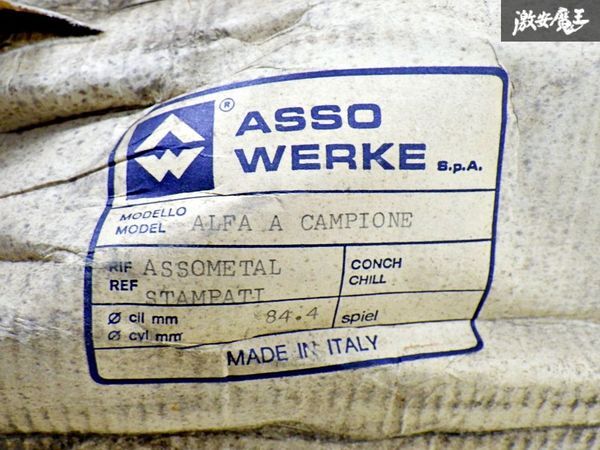 激安魔王
®
ASSO
WERKE S.p.A.
MODELLO
MODEL ALFA A CAMPIONE
RIF ASSOMETAL
REF STAMPATI
CONCH
CHILL
Ø cil mm
Ø cyl mm 84.4
spiel
MADE IN ITALY